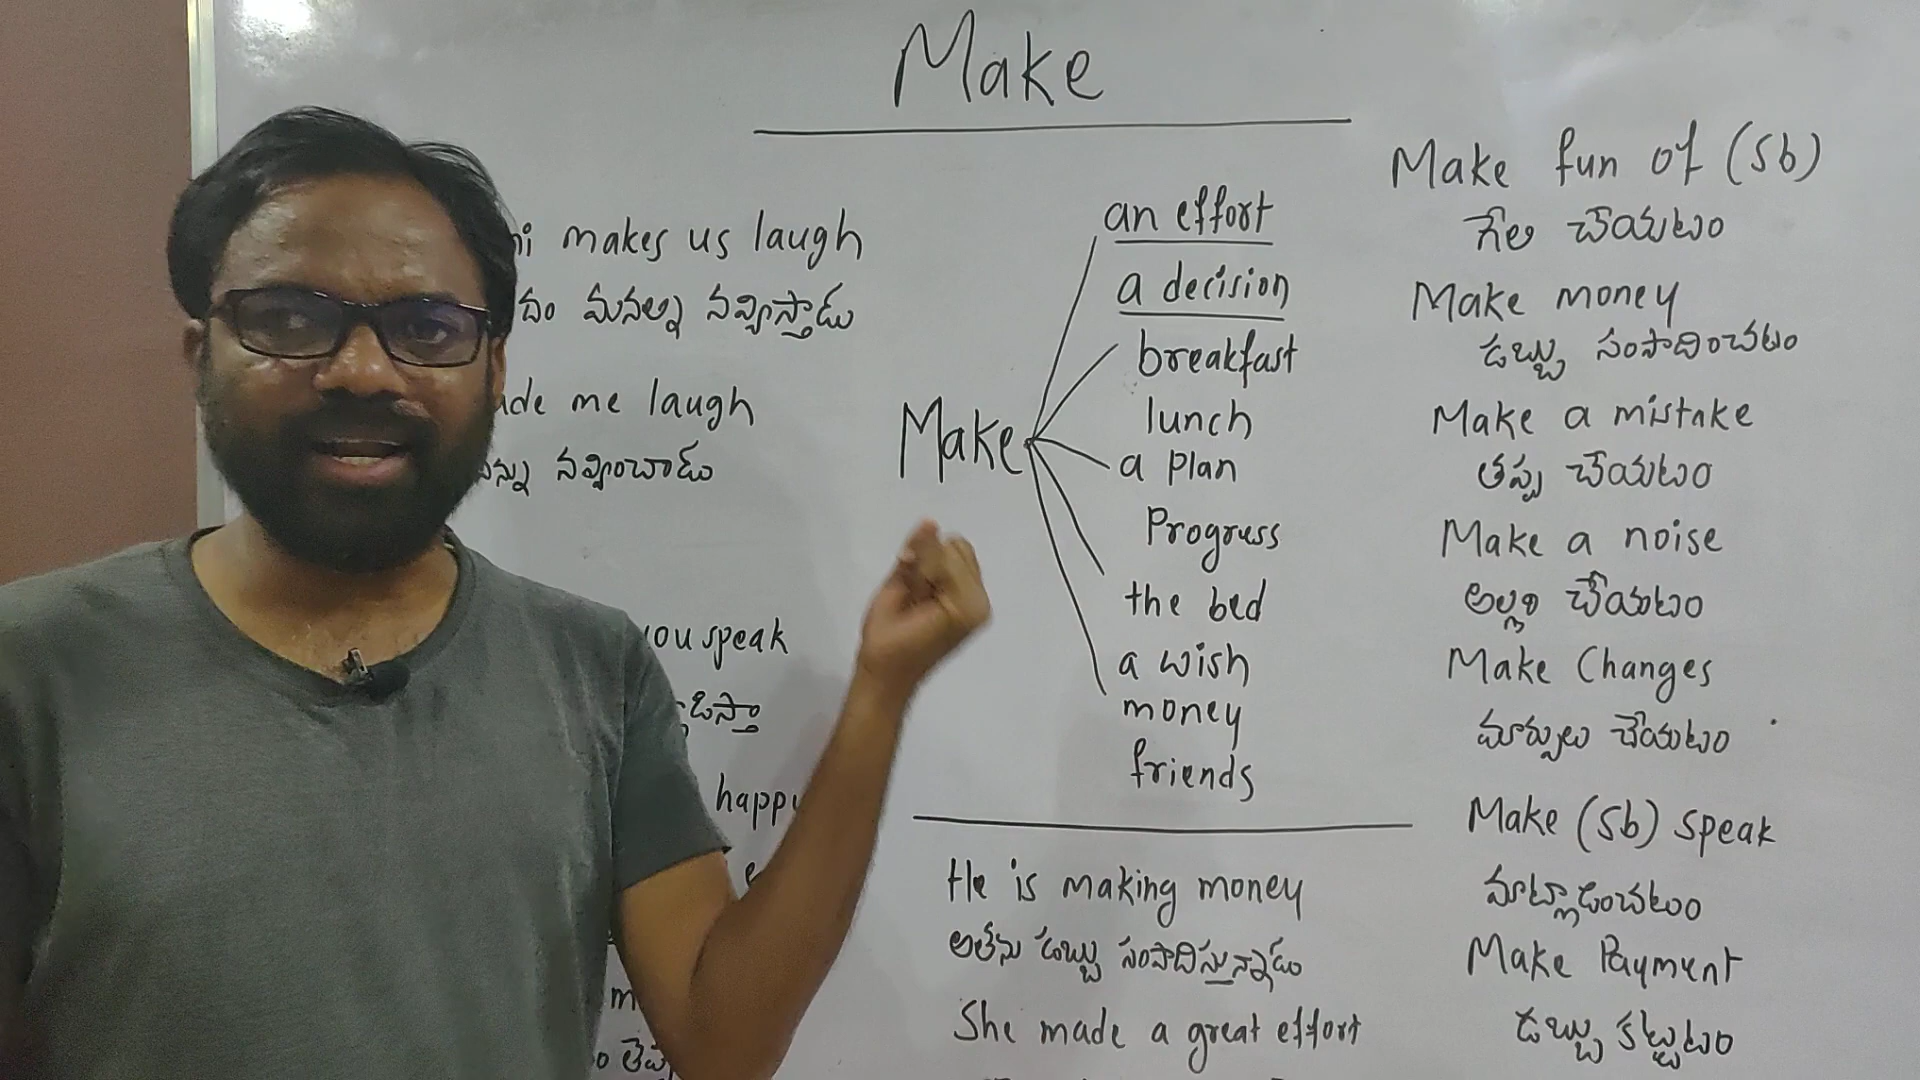 Make
makes us laugh
మనల్ని నవ్విస్తాడు
me laugh
నవ్వించాడు
you speak
happy
Make
an effort
a decision
breakfast
lunch
a plan
Progress
the bed
a wish
money
friends
He is making money
అతను డబ్బు సంపాదిస్తున్నాడు
She made a great effort
Make fun of (sb)
గేలి చేయటం
Make money
డబ్బు సంపాదించటం
Make a mistake
తప్పు చేయటం
Make a noise
అల్లరి చేయటం
Make Changes
మార్పులు చేయటం
Make (sb) speak
మాట్లాడించటం
Make Payment
డబ్బు కట్టటం